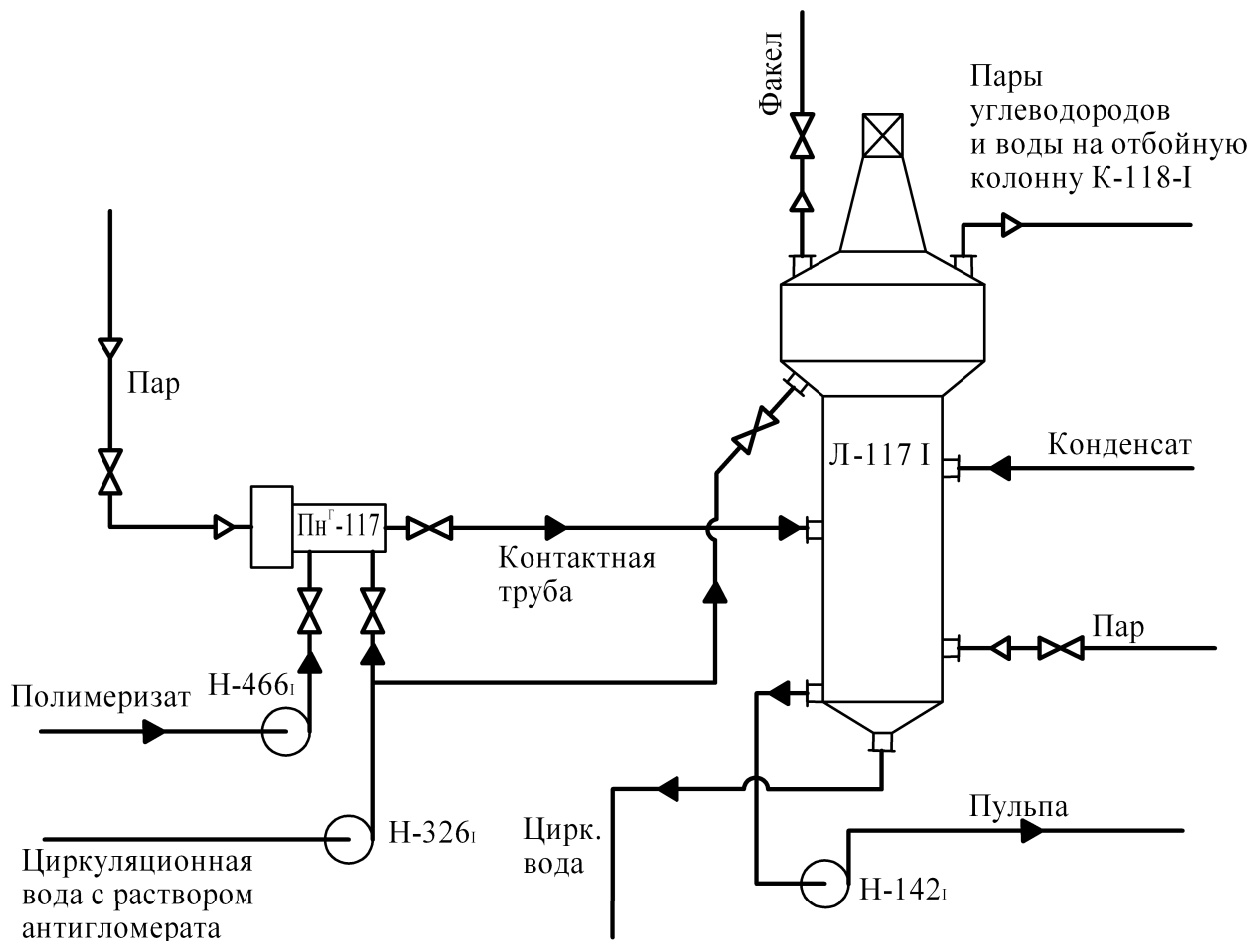 Факел
Пары
углеводородов
и воды на отбойную
колонну К-118-I
Пар
Л-117 I
Конденсат
Пнᴦ-117
Контактная
труба
Пар
Н-466I
Полимеризат
Цирк.
вода
Пульпа
Н-326I
Н-142I
Циркуляционная
вода с раствором
антигломерата